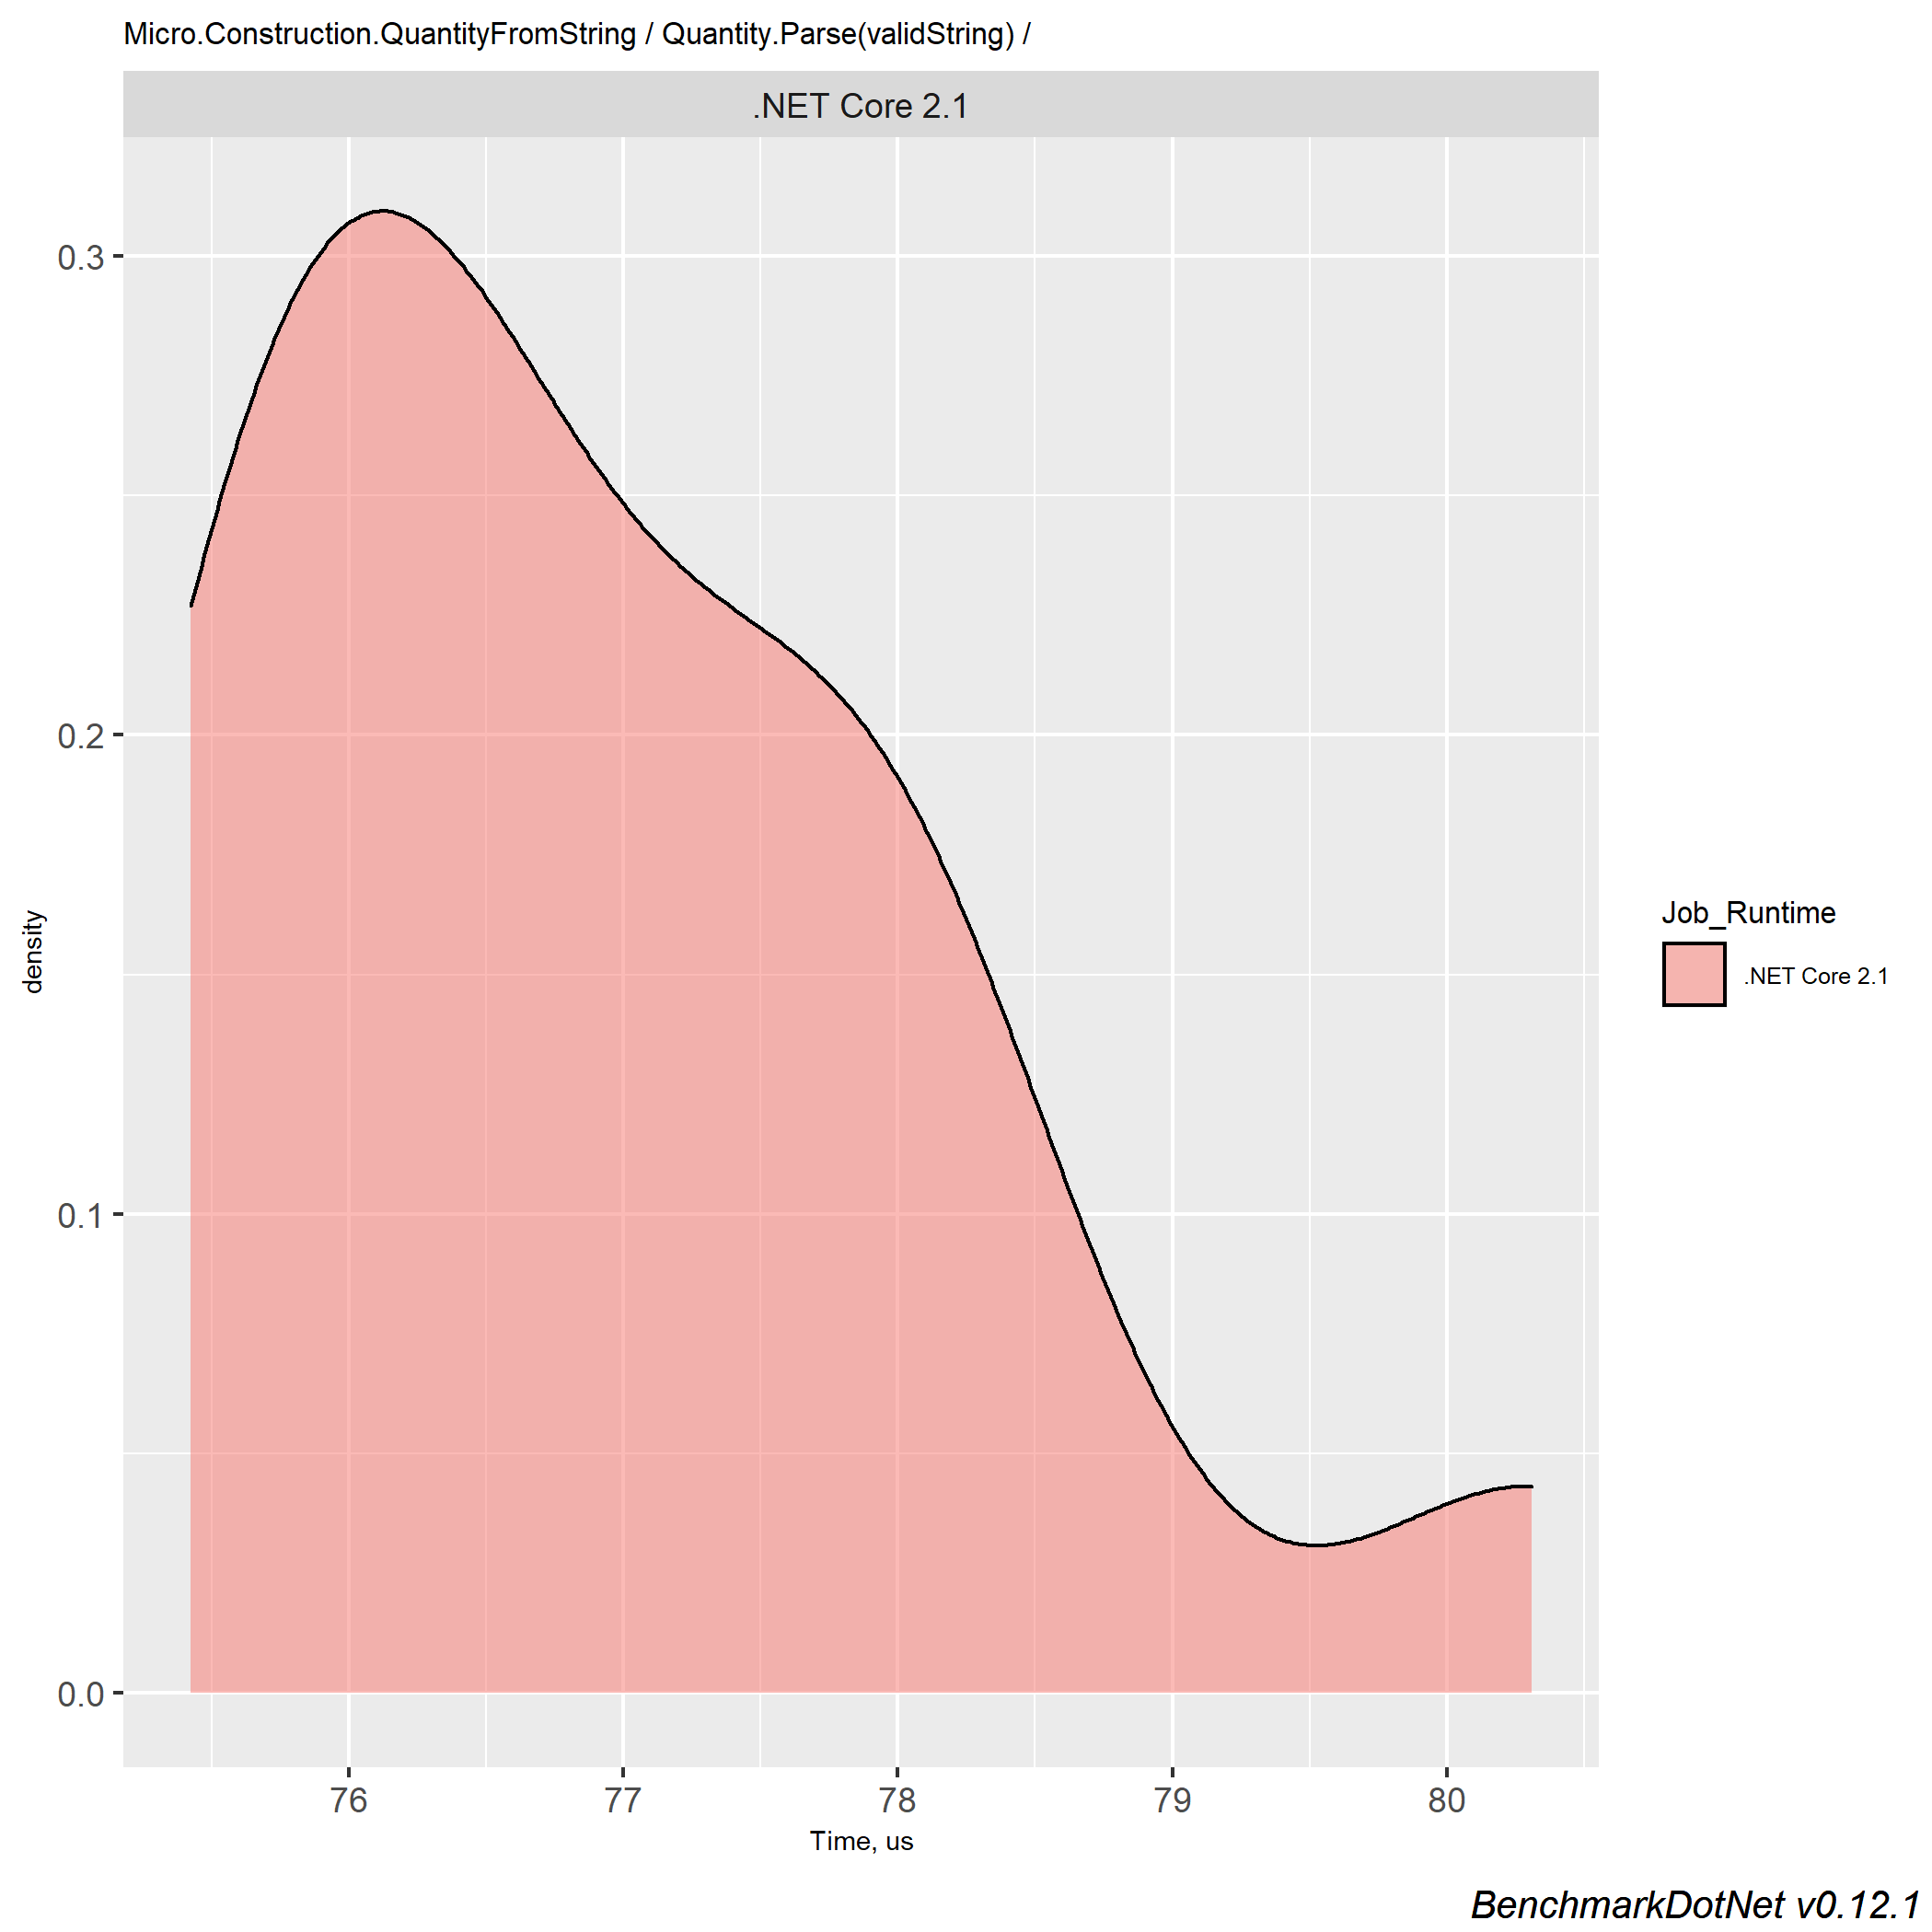 Micro.Construction.QuantityFromString / Quantity.Parse(validString) /
.NET Core 2.1
0.3
0.2
0.1
0.0
density
76 77 78 79 80
Time, us
Job_Runtime
.NET Core 2.1
BenchmarkDotNet v0.12.1